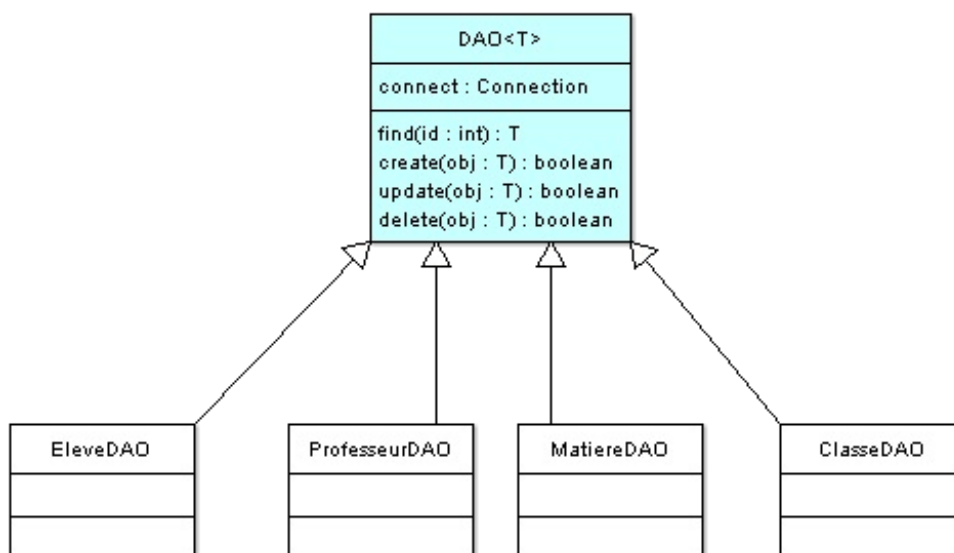 DAO<T>
connect : Connection
find(id : int) : T
create(obj : T) : boolean
update(obj : T) : boolean
delete(obj : T) : boolean
EleveDAO
ProfesseurDAO
MatiereDAO
ClasseDAO